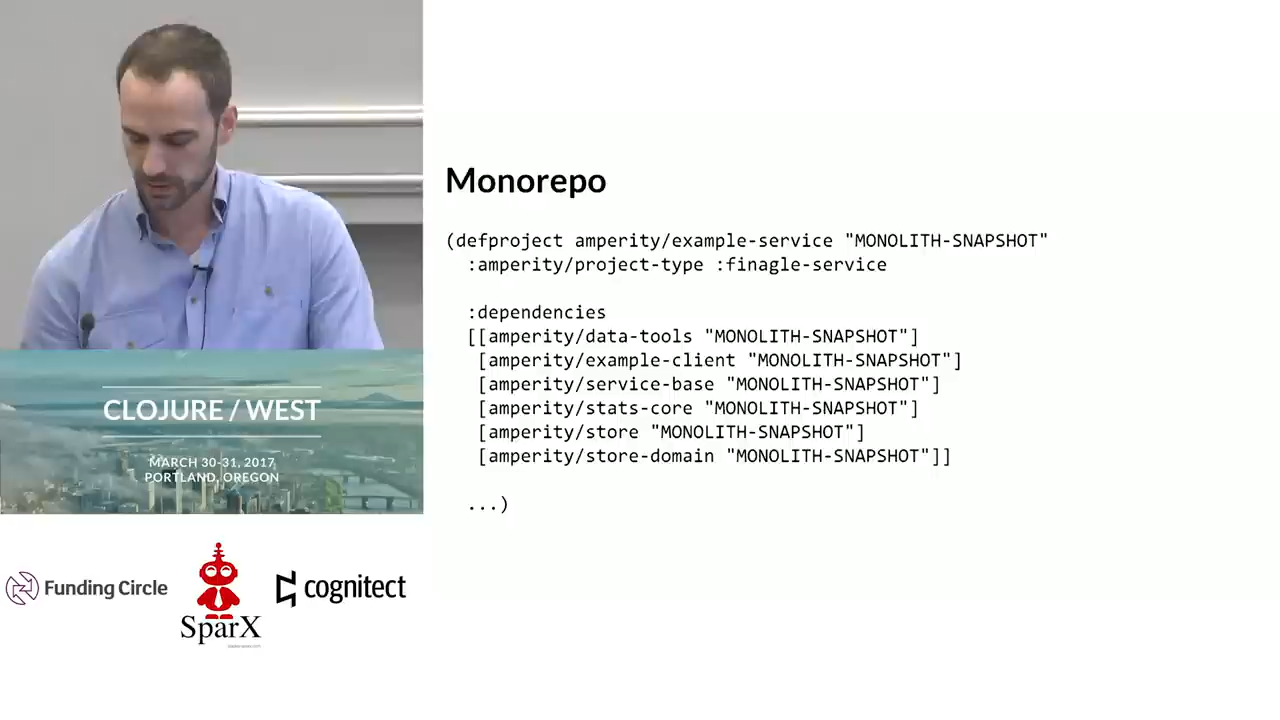 Monorepo
(defproject amperity/example-service "MONOLITH-SNAPSHOT"
:amperity/project-type :finagle-service
:dependencies
[[amperity/data-tools "MONOLITH-SNAPSHOT"]
[amperity/example-client "MONOLITH-SNAPSHOT"]
[amperity/service-base "MONOLITH-SNAPSHOT"]
[amperity/stats-core "MONOLITH-SNAPSHOT"]
[amperity/store "MONOLITH-SNAPSHOT"]
[amperity/store-domain "MONOLITH-SNAPSHOT"]]
...)
CLOJURE / WEST
MARCH 30-31, 2017
PORTLAND, OREGON
Funding Circle
SparX
cognitect